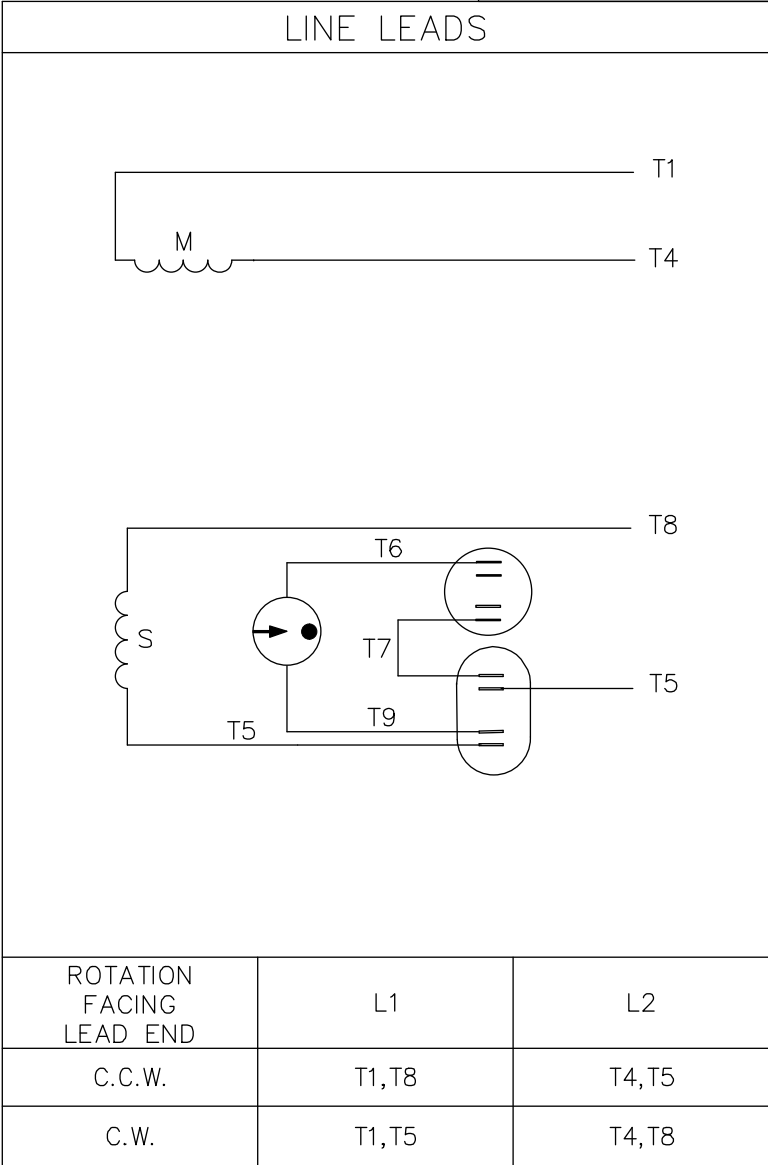 LINE LEADS
T1
M
T4
T8
T6
S
T7
T5
T9
T5
ROTATION
FACING
LEAD END
L1
L2
C.C.W.
T1,T8
T4,T5
C.W.
T1,T5
T4,T8